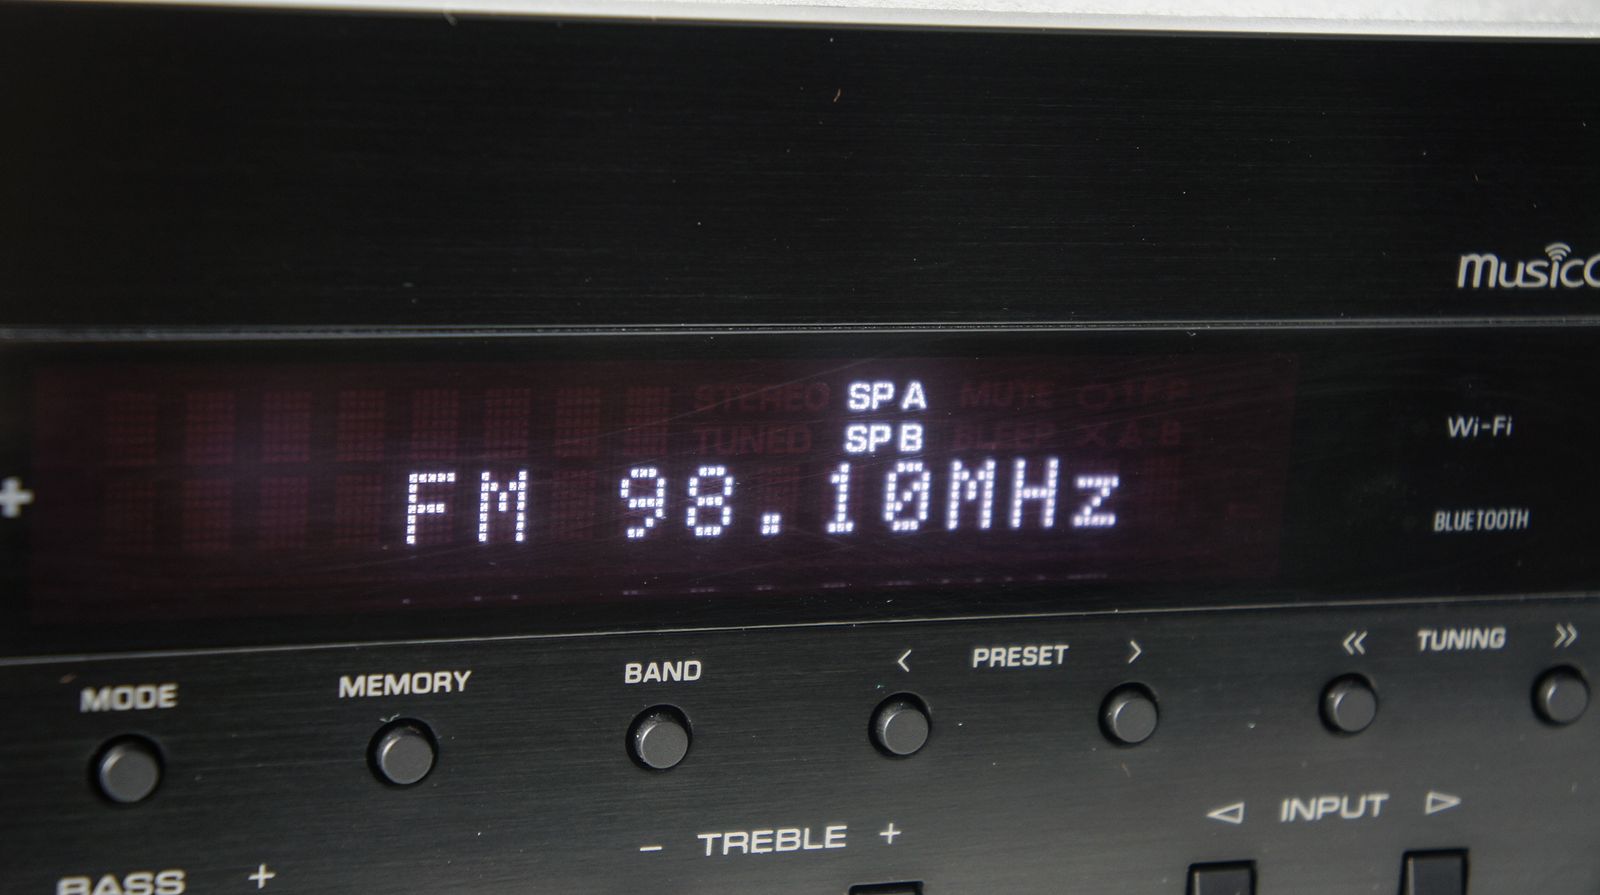 MusicC
STEREO SP A MUTE
TUNED SP B SLEEP A-B
FM 98.10MHz
Wi-Fi
BLUETOOTH
+
MODE MEMORY BAND < PRESET > << TUNING >>
INPUT
- TREBLE +
BASS +